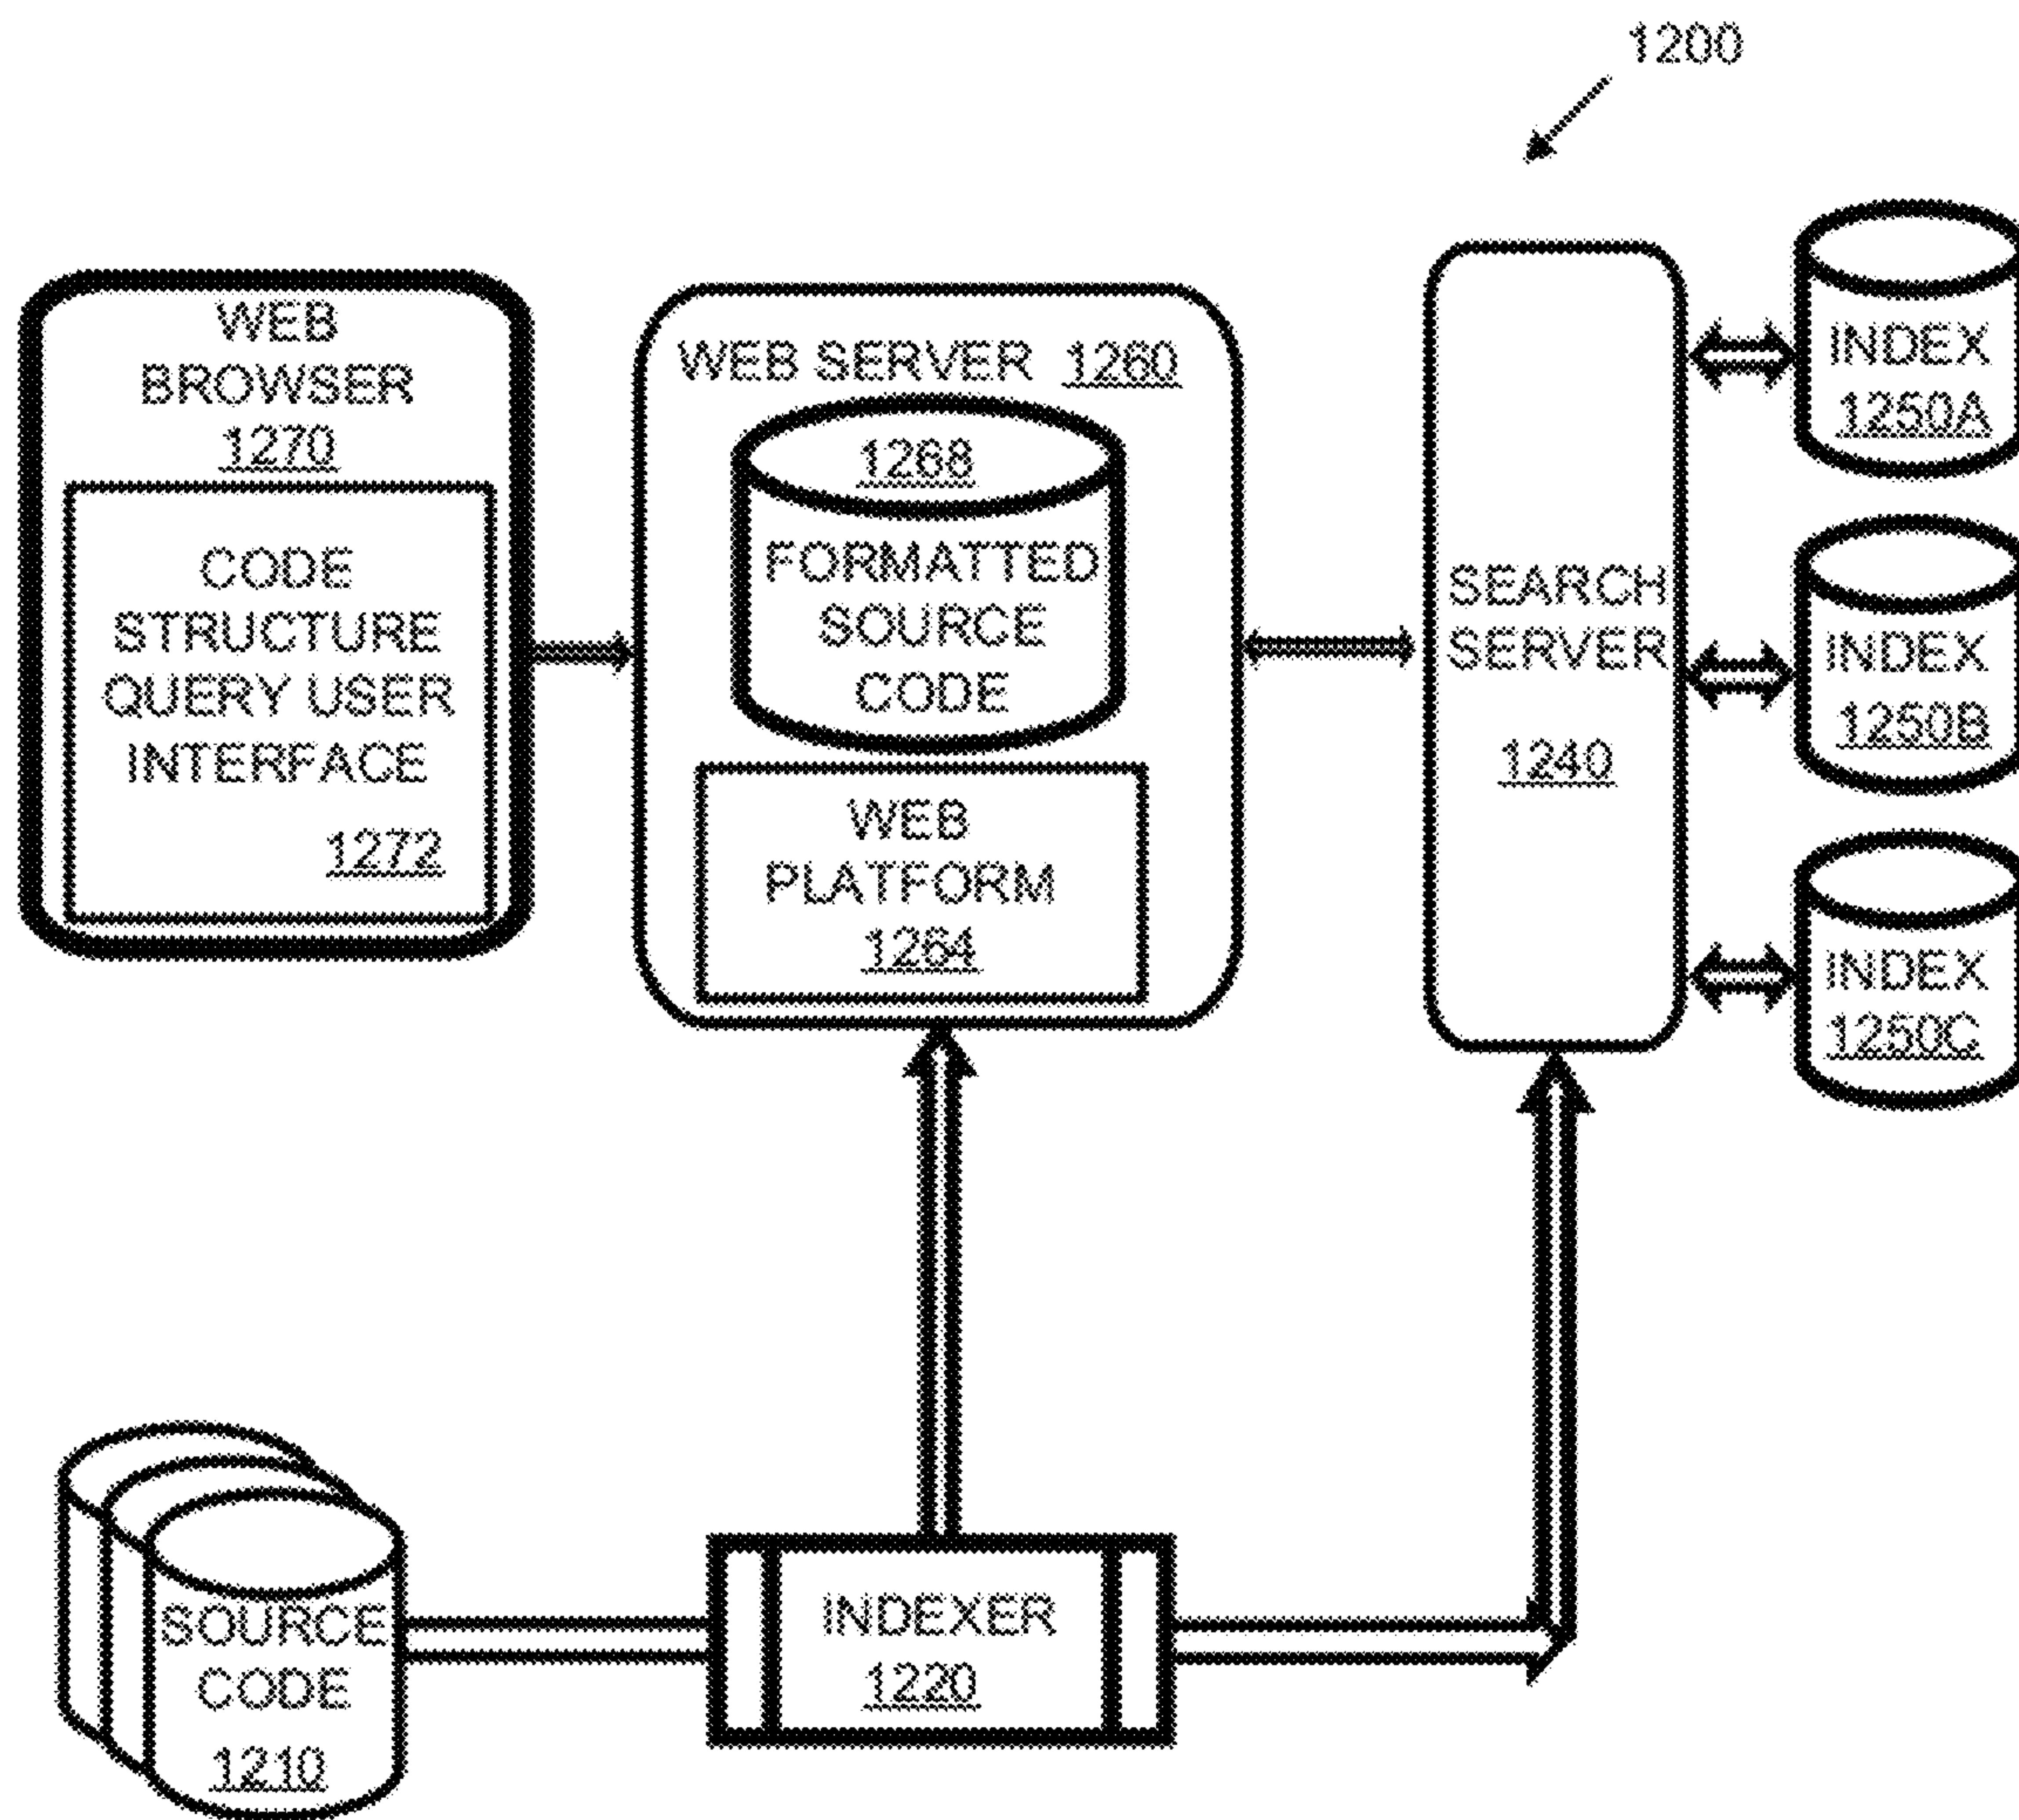 1200
WEB
BROWSER
1270
CODE
STRUCTURE
QUERY USER
INTERFACE
1272
WEB SERVER 1260
1268
FORMATTED
SOURCE
CODE
WEB
PLATFORM
1264
SEARCH
SERVER
1240
INDEX
1250A
INDEX
1250B
INDEX
1250C
SOURCE
CODE
1210
INDEXER
1220